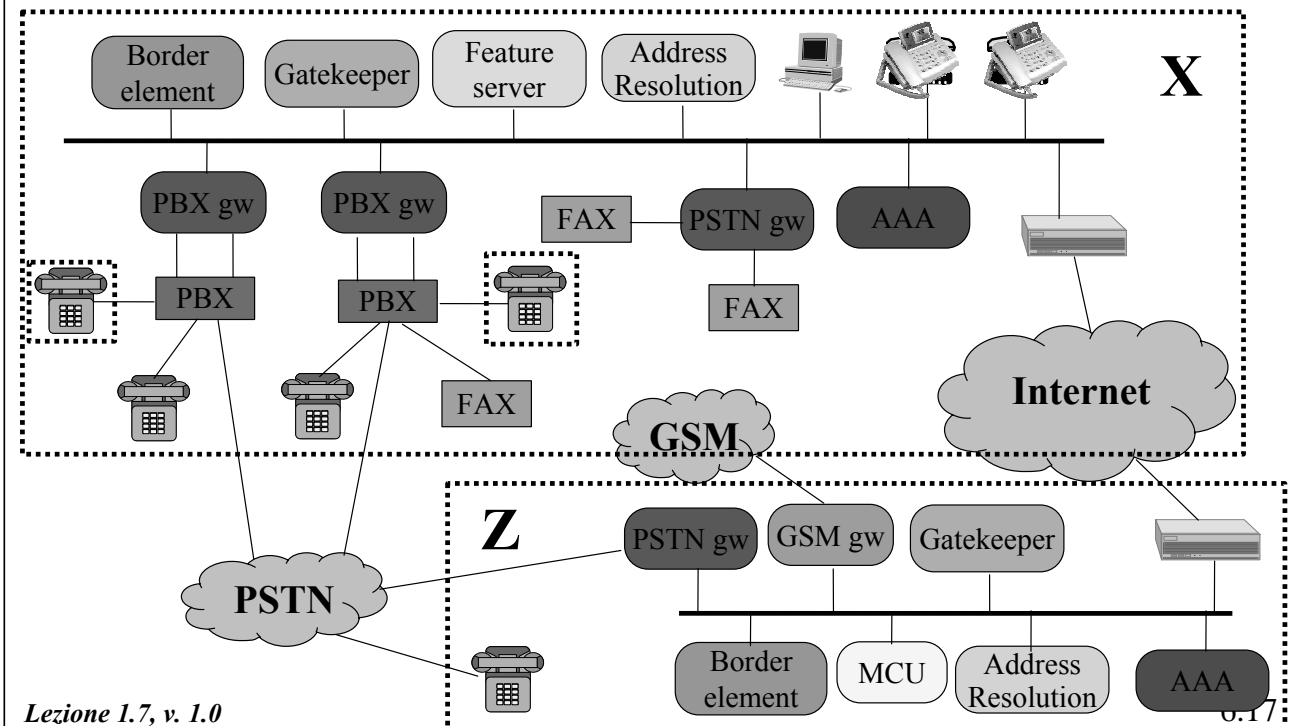 Border
element
Gatekeeper
Feature
server
Address
Resolution
X
PBX gw
PBX gw
FAX
PSTN gw
AAA
PBX
PBX
FAX
FAX
Internet
GSM
Z
PSTN gw
GSM gw
Gatekeeper
PSTN
Border
element
MCU
Address
Resolution
AAA
Lezione 1.7, v. 1.0
6.17